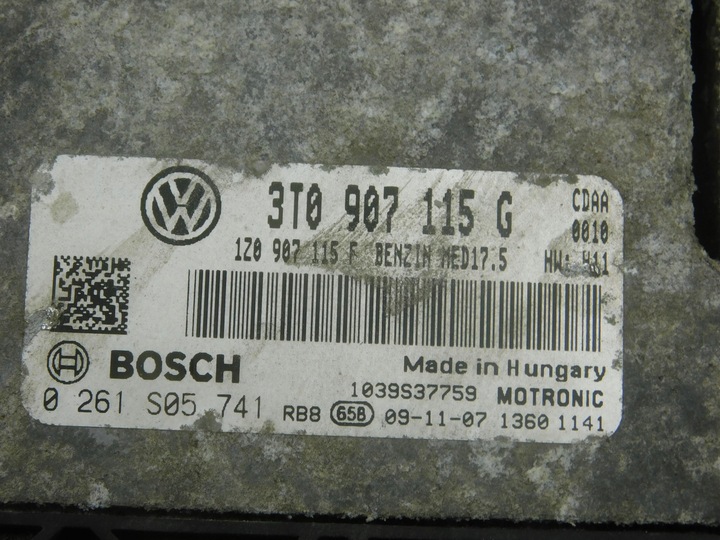 3T0 907 115 G
CDAA
0010
1Z0 907 115 F BENZIN MED17.5
HW: H11
BOSCH
Made in Hungary
1039S37759 MOTRONIC
0 261 S05 741
RB8 658 09-11-07 1360 1141